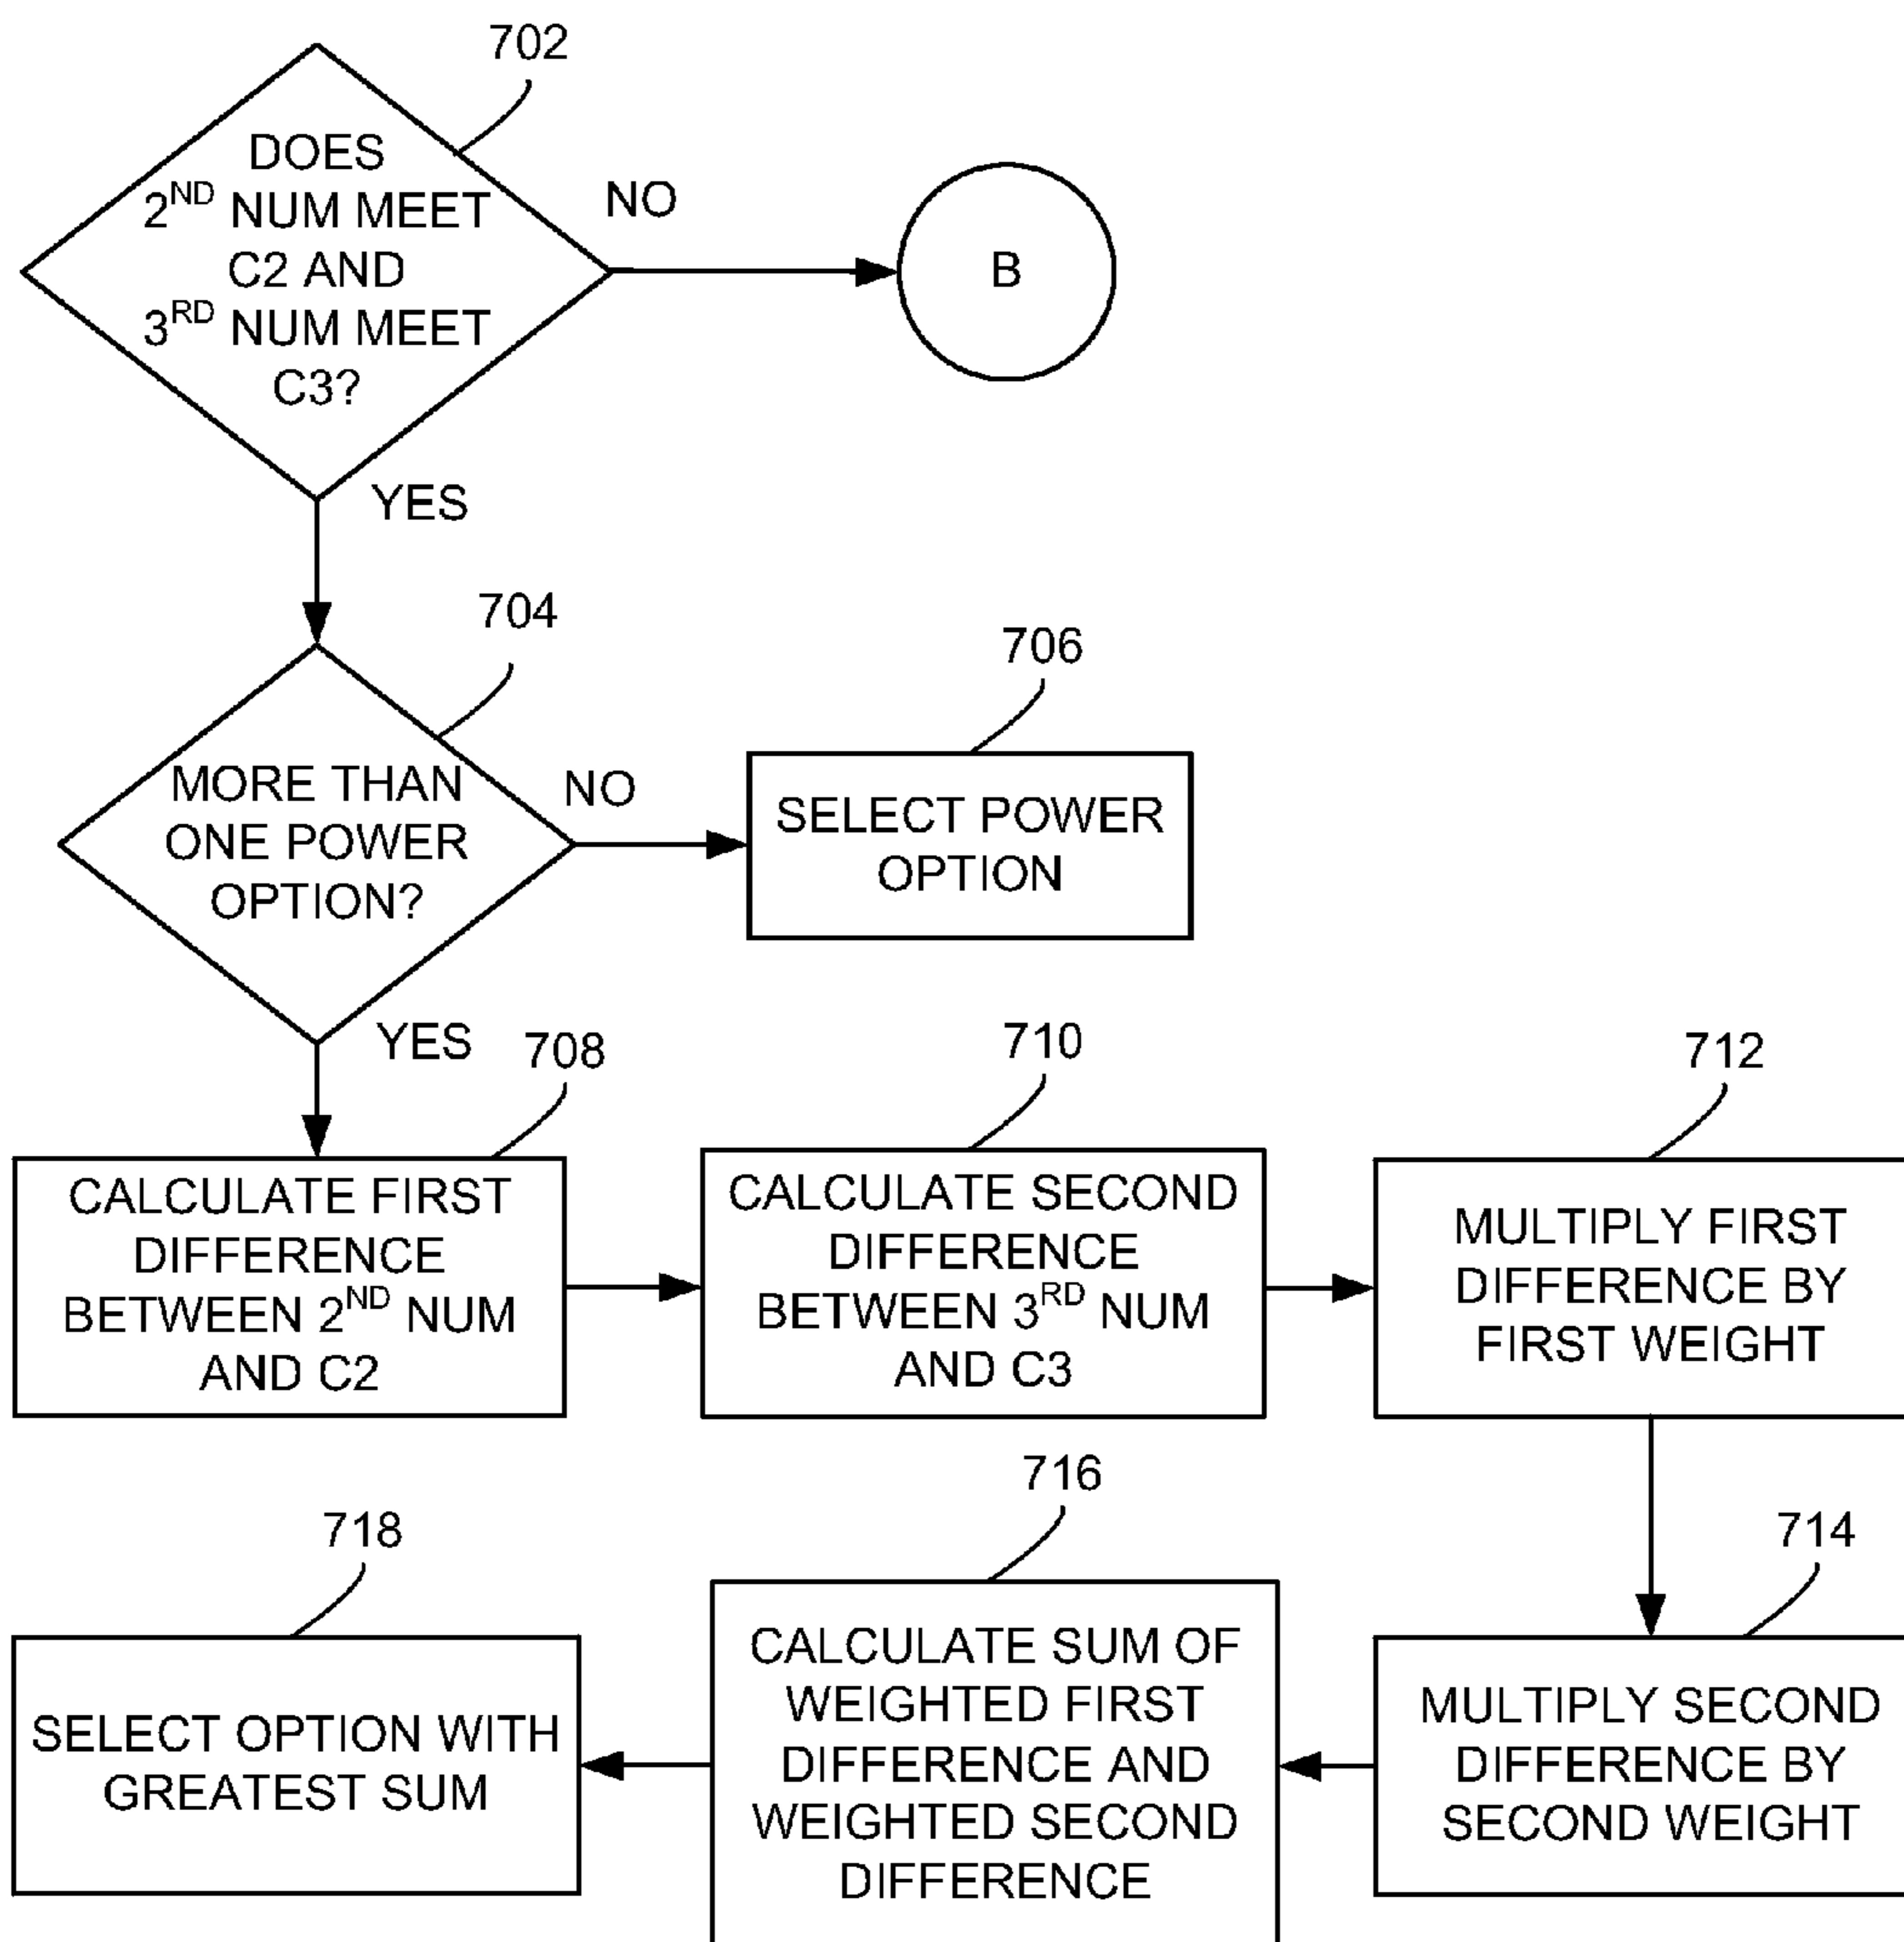 702
DOES
2ND NUM MEET
C2 AND
3RD NUM MEET
C3?
NO
B
YES
704
MORE THAN
ONE POWER
OPTION?
NO
706
SELECT POWER
OPTION
YES
708
CALCULATE FIRST
DIFFERENCE
BETWEEN 2ND NUM
AND C2
710
CALCULATE SECOND
DIFFERENCE
BETWEEN 3RD NUM
AND C3
712
MULTIPLY FIRST
DIFFERENCE BY
FIRST WEIGHT
714
MULTIPLY SECOND
DIFFERENCE BY
SECOND WEIGHT
716
CALCULATE SUM OF
WEIGHTED FIRST
DIFFERENCE AND
WEIGHTED SECOND
DIFFERENCE
718
SELECT OPTION WITH
GREATEST SUM